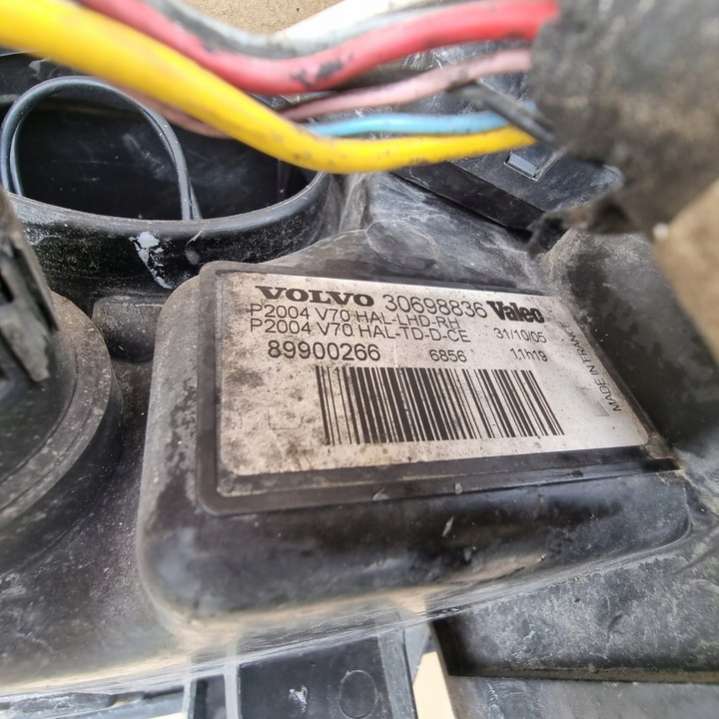 VOLVO 30698836 Valeo
P2004 V70 HAL-LHD-RH
P2004 V70 HAL-TD-D-CE 31/10/05
89900266 6856 11h19
MADE IN FRANCE